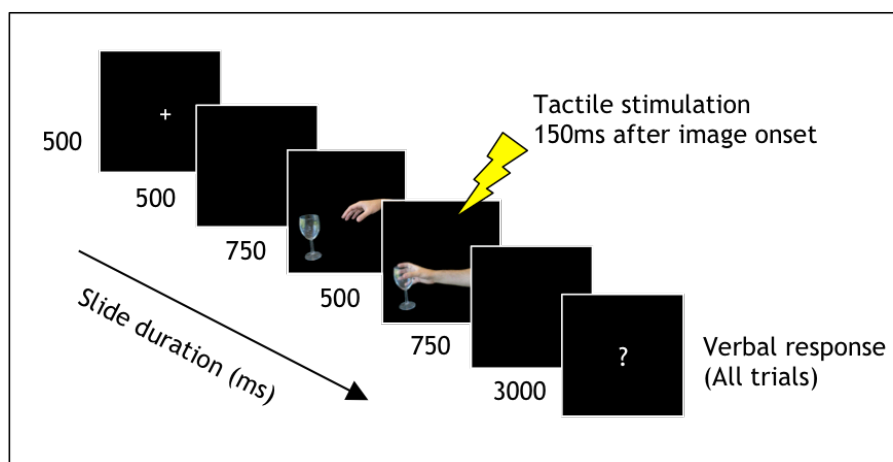 +
Tactile stimulation
150ms after image onset
500
500
750
500
750
3000
Slide duration (ms)
?
Verbal response
(All trials)